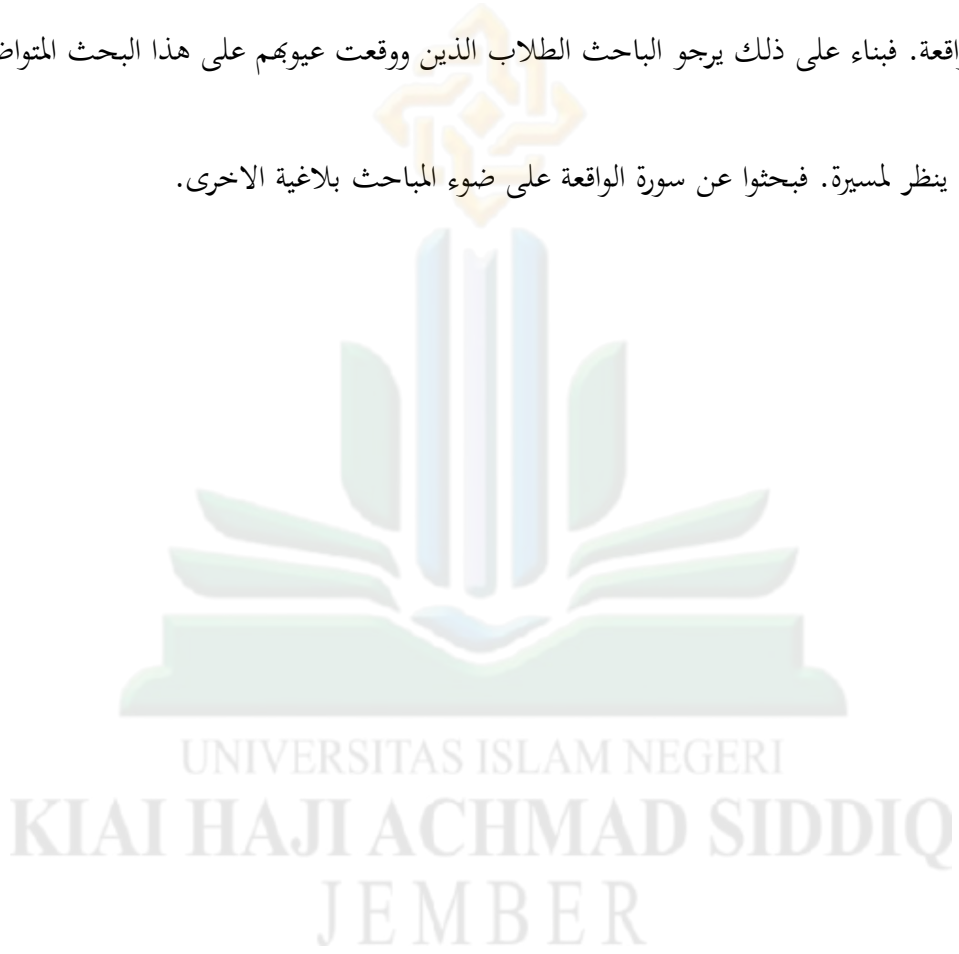 اقعة. فبناء على ذلك يرجو الباحث الطلاب الذين ووقعت عيوبهم على هذا البحث المتواض
ينظر لمسيرة. فبحثوا عن سورة الواقعة على ضوء المباحث بلاغية الاخرى.
UNIVERSITAS ISLAM NEGERI
KIAI HAJI ACHMAD SIDDIQ
JEMBER